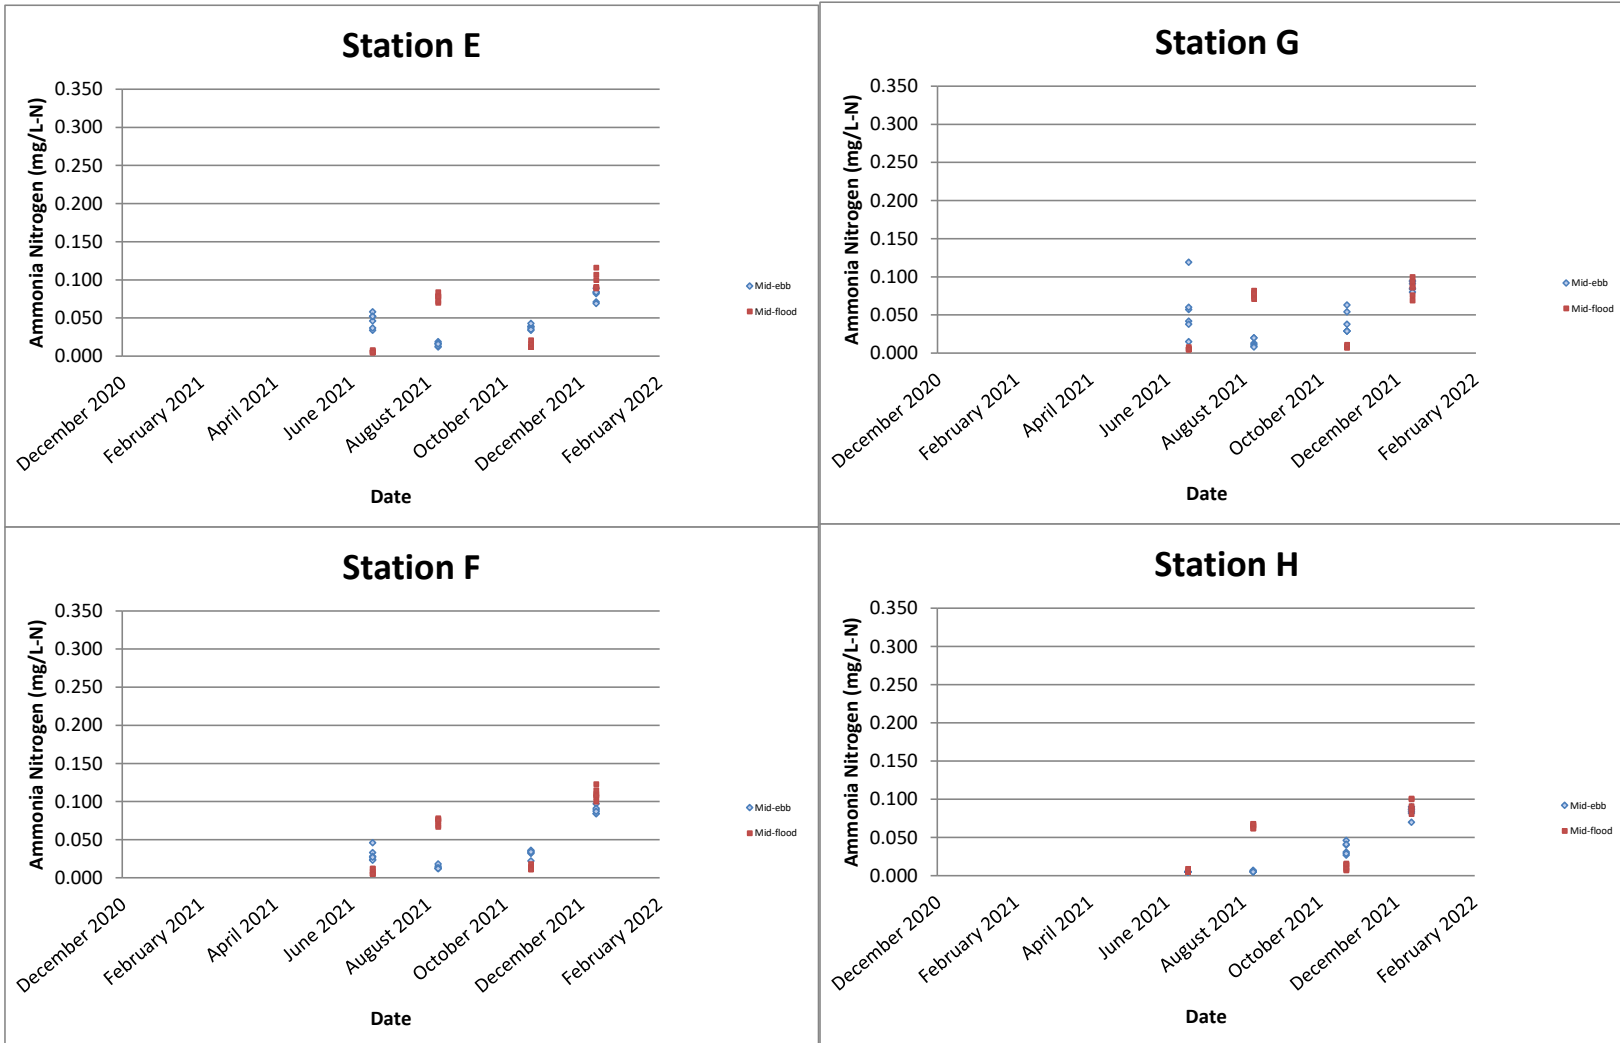 Station E
Ammonia Nitrogen (mg/L-N)
0.350
0.300
0.250
0.200
0.150
0.100
0.050
0.000
December 2020
February 2021
April 2021
June 2021
August 2021
October 2021
December 2021
February 2022
Date
Mid-ebb
Mid-flood
Station G
Ammonia Nitrogen (mg/L-N)
0.350
0.300
0.250
0.200
0.150
0.100
0.050
0.000
December 2020
February 2021
April 2021
June 2021
August 2021
October 2021
December 2021
February 2022
Date
Mid-ebb
Mid-flood
Station F
Ammonia Nitrogen (mg/L-N)
0.350
0.300
0.250
0.200
0.150
0.100
0.050
0.000
December 2020
February 2021
April 2021
June 2021
August 2021
October 2021
December 2021
February 2022
Date
Mid-ebb
Mid-flood
Station H
Ammonia Nitrogen (mg/L-N)
0.350
0.300
0.250
0.200
0.150
0.100
0.050
0.000
December 2020
February 2021
April 2021
June 2021
August 2021
October 2021
December 2021
February 2022
Date
Mid-ebb
Mid-flood